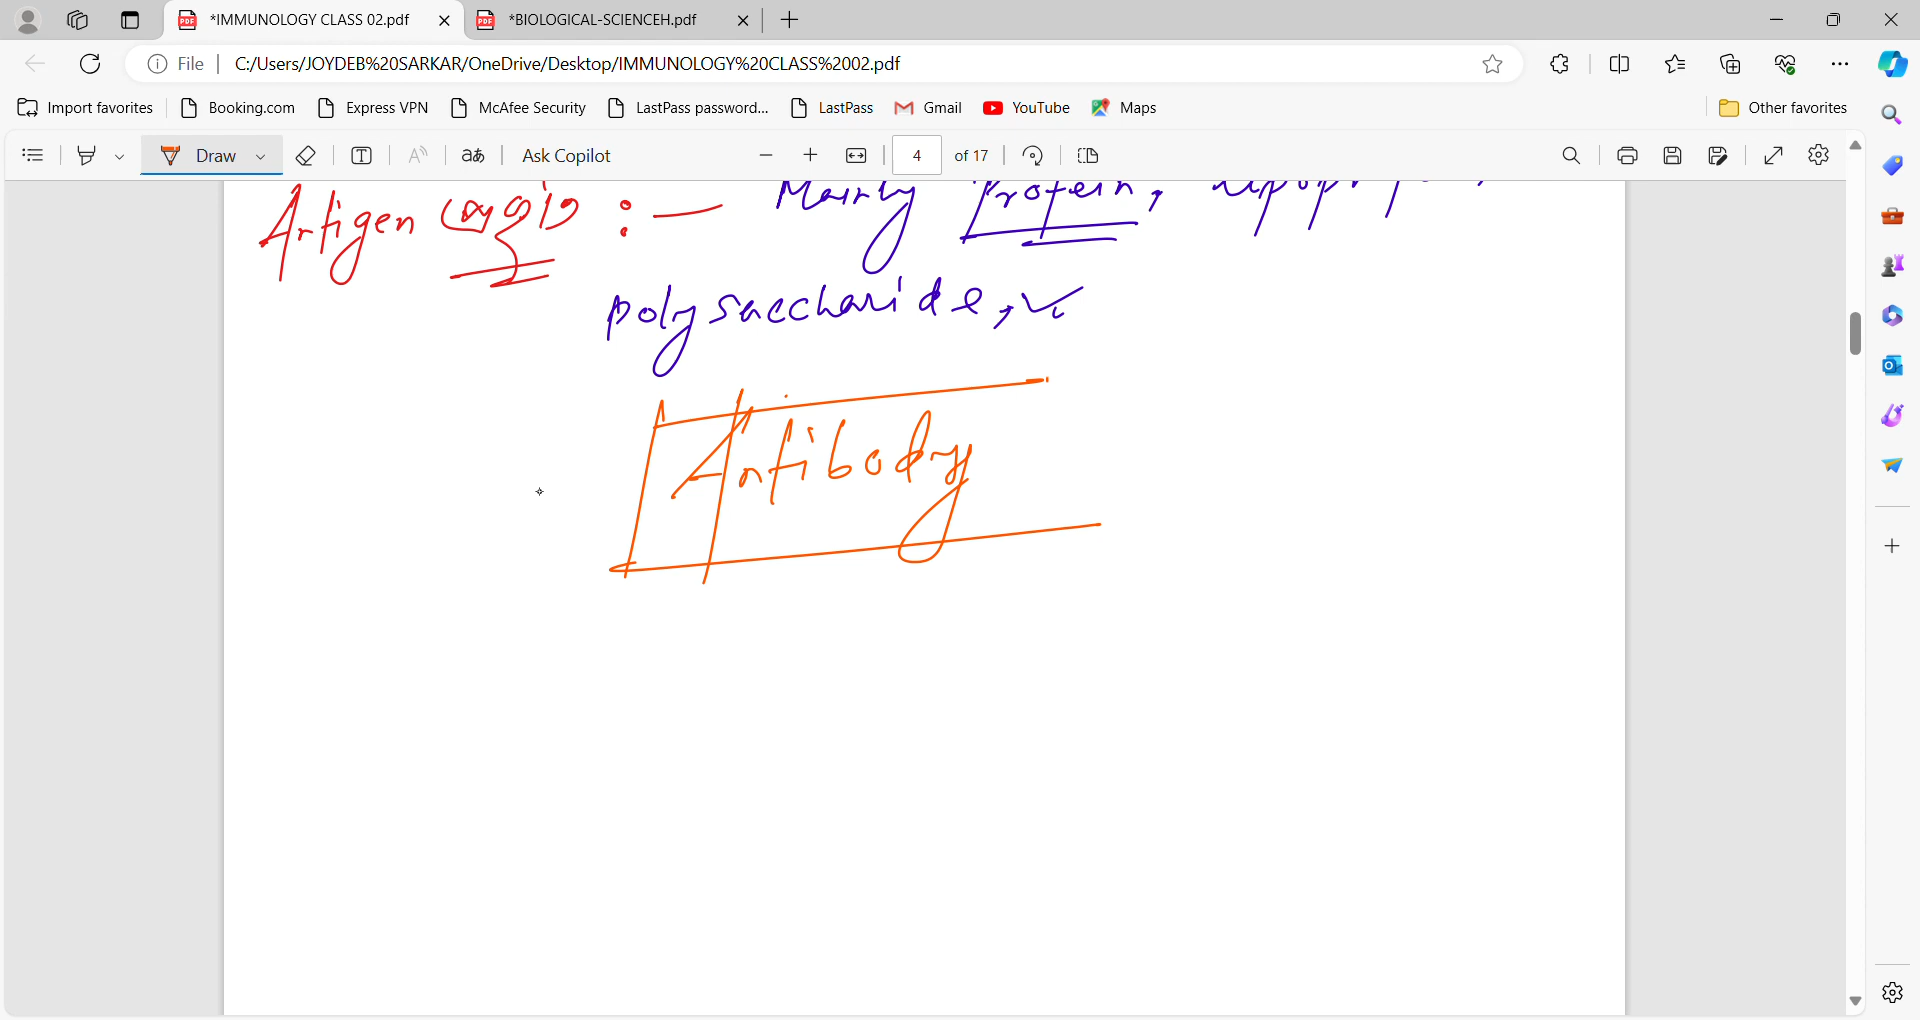 *IMMUNOLOGY CLASS 02.pdf
*BIOLOGICAL-SCIENCEH.pdf
File
C:/Users/JOYDEB%20SARKAR/OneDrive/Desktop/IMMUNOLOGY%20CLASS%2002.pdf
Import favorites
Booking.com
Express VPN
McAfee Security
LastPass password...
LastPass
Gmail
YouTube
Maps
Other favorites
Draw
aあ
Ask Copilot
4
of 17
Antigen :— Mainly Protein,
polysaccharide,
Antibody